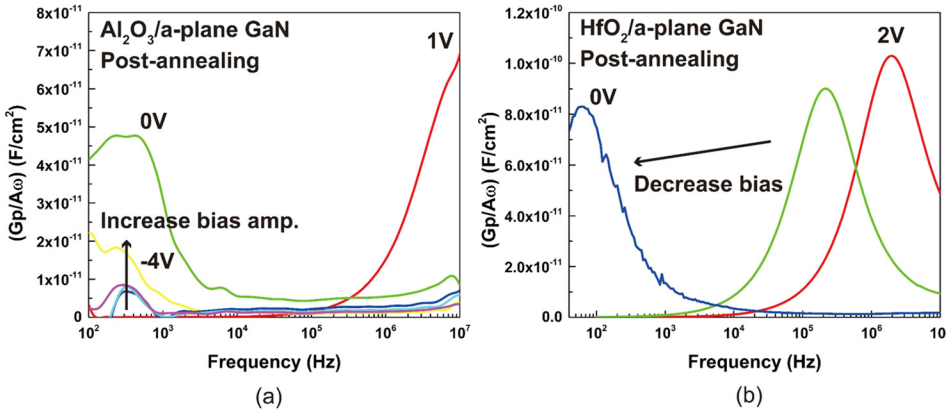 8x10⁻¹¹
7x10⁻¹¹
6x10⁻¹¹
5x10⁻¹¹
4x10⁻¹¹
3x10⁻¹¹
2x10⁻¹¹
1x10⁻¹¹
0
(Gp/Aω) (F/cm²)
Al₂O₃/a-plane GaN
Post-annealing
1V
0V
Increase bias amp.
-4V
10² 10³ 10⁴ 10⁵ 10⁶ 10⁷
Frequency (Hz)
(a)
1.2x10⁻¹⁰
1.0x10⁻¹⁰
8.0x10⁻¹¹
6.0x10⁻¹¹
4.0x10⁻¹¹
2.0x10⁻¹¹
0.0
(Gp/Aω) (F/cm²)
HfO₂/a-plane GaN
Post-annealing
2V
0V
Decrease bias
10² 10³ 10⁴ 10⁵ 10⁶ 10
Frequency (Hz)
(b)